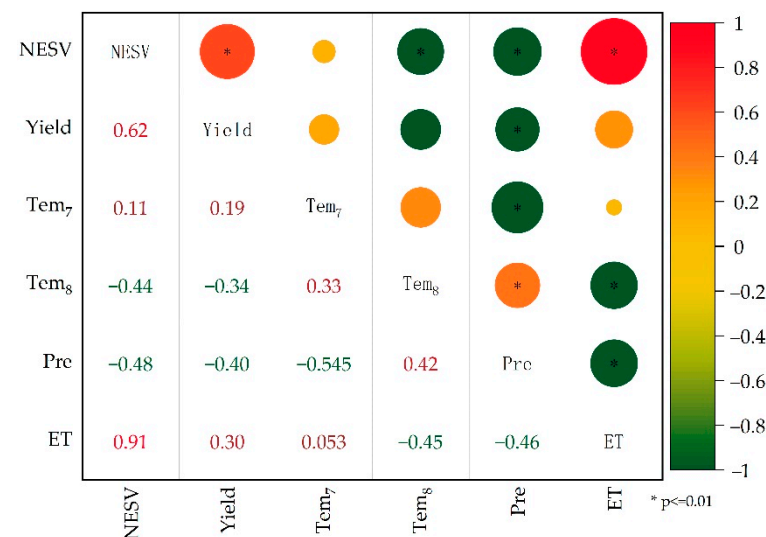 NESV NESV * * * *
Yield 0.62 Yield *
Tem₇ 0.11 0.19 Tem₇ *
Tem₈ −0.44 −0.34 0.33 Tem₈ * *
Pre −0.48 −0.40 −0.545 0.42 Pre *
ET 0.91 0.30 0.053 −0.45 −0.46 ET
NESV Yield Tem₇ Tem₈ Pre ET
1
0.8
0.6
0.4
0.2
0
−0.2
−0.4
−0.6
−0.8
−1
* p<=0.01